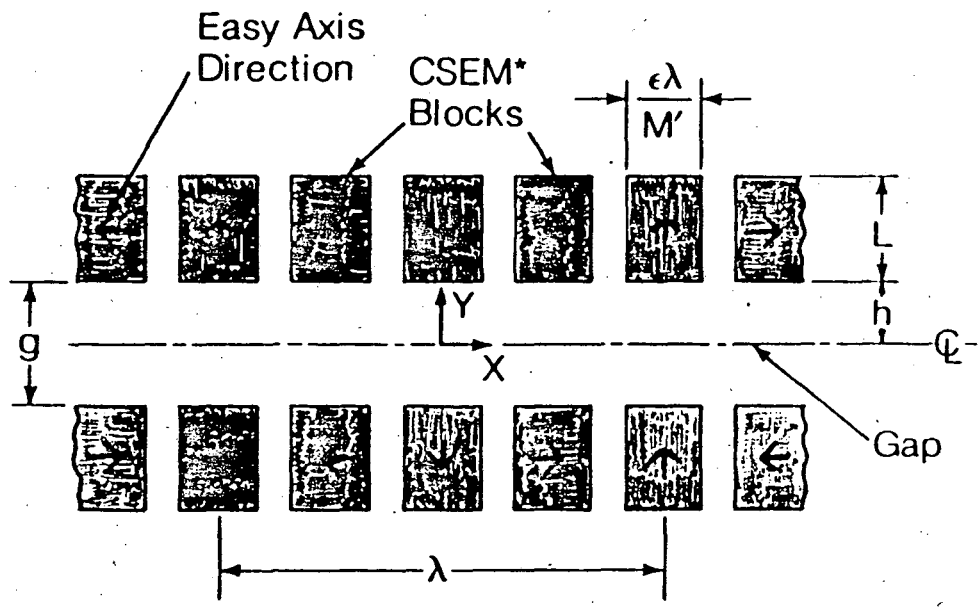 Easy Axis
Direction
CSEM*
Blocks
ϵλ
M′
L
h
g
Y
X
℄
Gap
λ